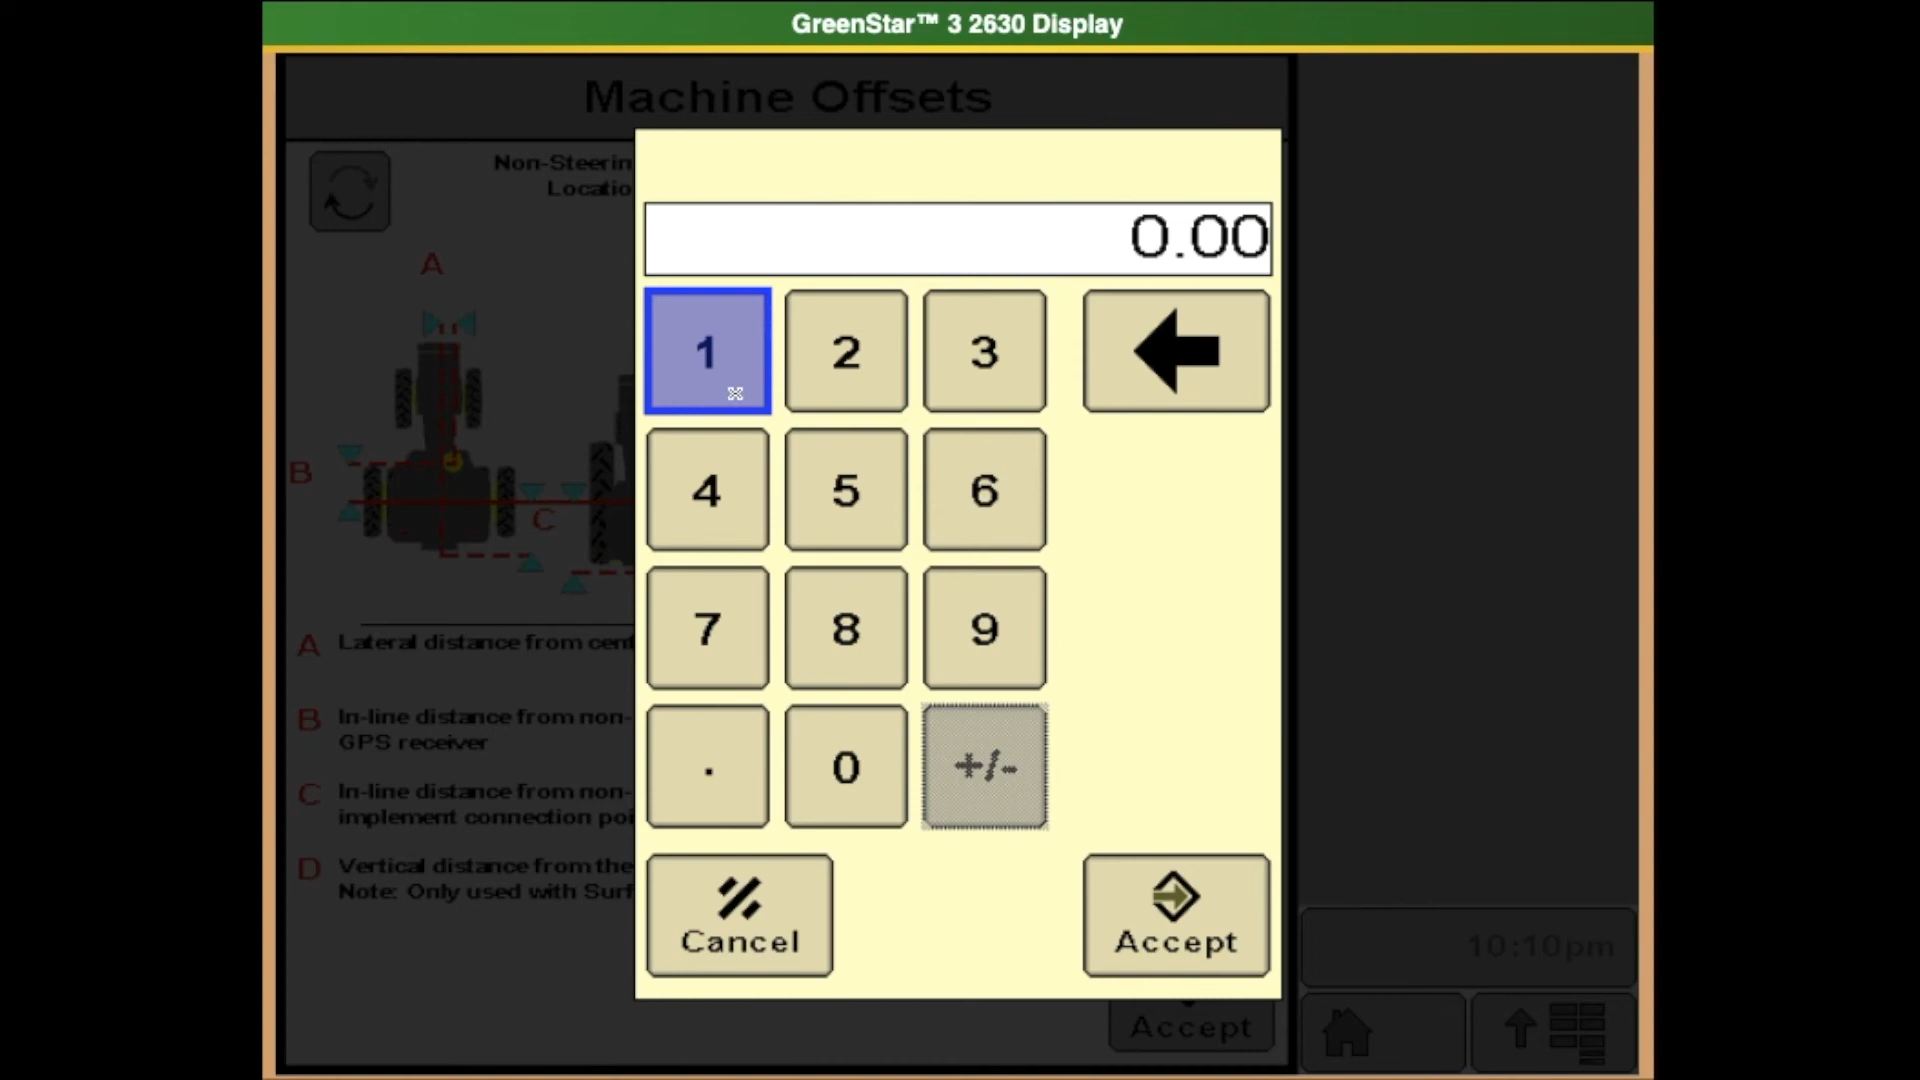 GreenStar™ 3 2630 Display
Machine Offsets
Non-Steerin
Locatio
0.00
A
1 2 3
B
C
4 5 6
7 8 9
. 0 +/-
A Lateral distance from cent
B In-line distance from non-
GPS receiver
C In-line distance from non-
implement connection poi
D Vertical distance from the
Note: Only used with Surf
Cancel
Accept
10:10pm
Accept